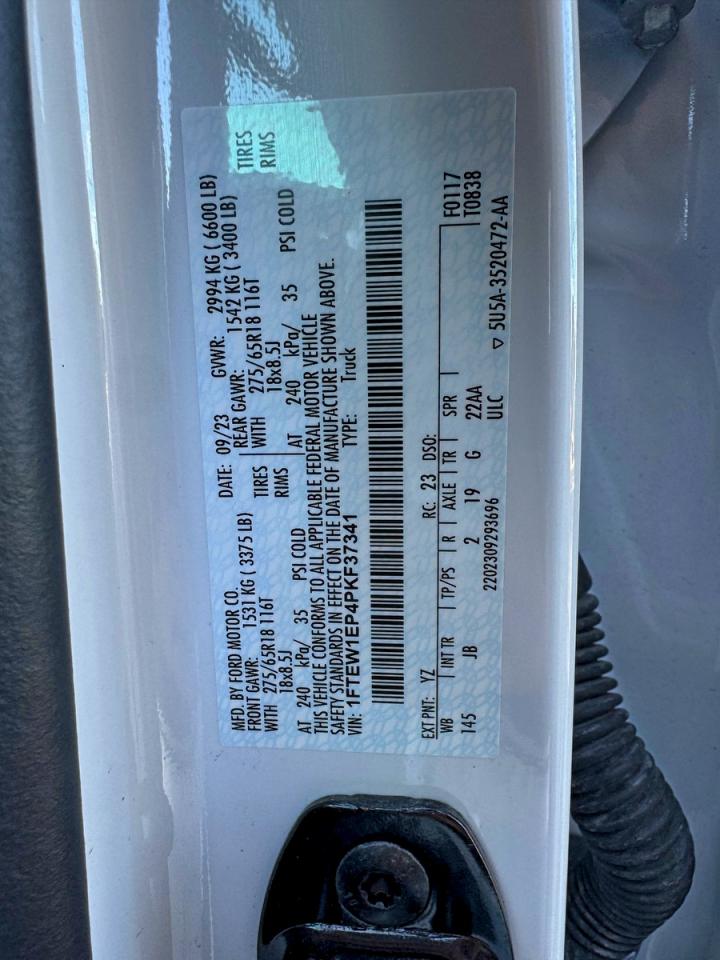 MFD. BY FORD MOTOR CO.
DATE: 09/23 GVWR: 2994 KG ( 6600 LB)
FRONT GAWR: 1531 KG ( 3375 LB)
REAR GAWR: 1542 KG ( 3400 LB)
WITH 275/65R18 116T TIRES
WITH 275/65R18 116T TIRES
18x8.5J RIMS
18x8.5J RIMS
AT 240 kPa/ 35 PSI COLD
AT 240 kPa/ 35 PSI COLD
THIS VEHICLE CONFORMS TO ALL APPLICABLE FEDERAL MOTOR VEHICLE
SAFETY STANDARDS IN EFFECT ON THE DATE OF MANUFACTURE SHOWN ABOVE.
VIN: 1FTEW1EP4PKF37341 TYPE: Truck
F0117
EXT PNT: YZ RC: 23 DSO: T0838
WB INT TR TP/PS R AXLE TR SPR
145 JB 2 19 G 22AA
2202309293696 ULC
▽ 5U5A-3520472-AA